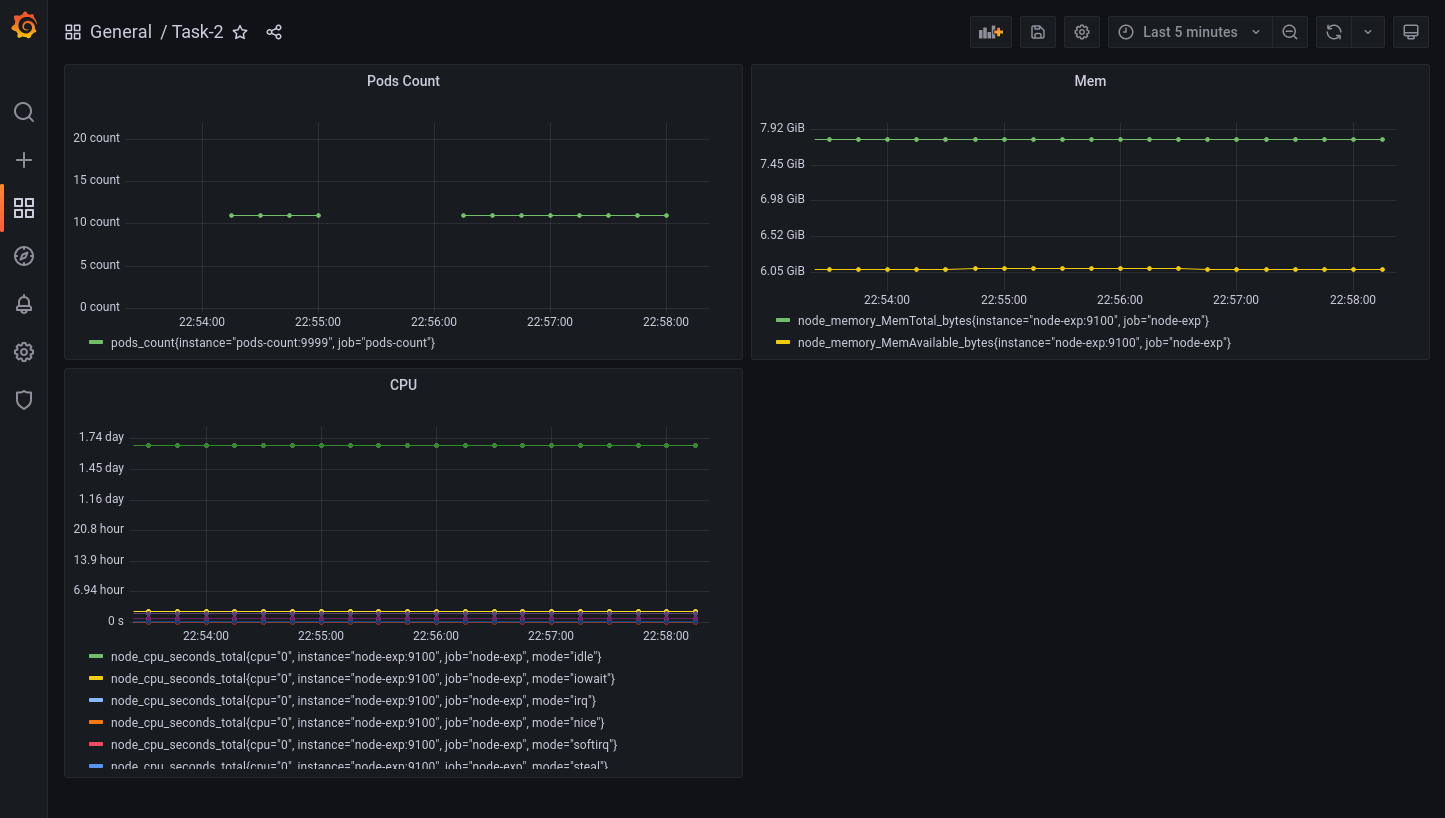 General / Task-2
Last 5 minutes
Pods Count
20 count
15 count
10 count
5 count
0 count
22:54:00 22:55:00 22:56:00 22:57:00 22:58:00
pods_count{instance="pods-count:9999", job="pods-count"}
Mem
7.92 GiB
7.45 GiB
6.98 GiB
6.52 GiB
6.05 GiB
22:54:00 22:55:00 22:56:00 22:57:00 22:58:00
node_memory_MemTotal_bytes{instance="node-exp:9100", job="node-exp"}
node_memory_MemAvailable_bytes{instance="node-exp:9100", job="node-exp"}
CPU
1.74 day
1.45 day
1.16 day
20.8 hour
13.9 hour
6.94 hour
0 s
22:54:00 22:55:00 22:56:00 22:57:00 22:58:00
node_cpu_seconds_total{cpu="0", instance="node-exp:9100", job="node-exp", mode="idle"}
node_cpu_seconds_total{cpu="0", instance="node-exp:9100", job="node-exp", mode="iowait"}
node_cpu_seconds_total{cpu="0", instance="node-exp:9100", job="node-exp", mode="irq"}
node_cpu_seconds_total{cpu="0", instance="node-exp:9100", job="node-exp", mode="nice"}
node_cpu_seconds_total{cpu="0", instance="node-exp:9100", job="node-exp", mode="softirq"}
node_cpu_seconds_total{cpu="0", instance="node-exp:9100", job="node-exp", mode="steal"}